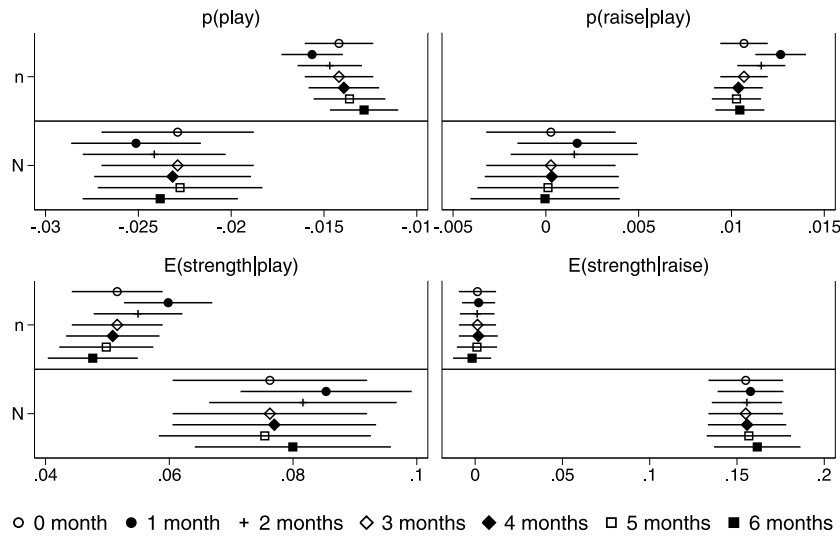 p(play)
p(raise|play)
n
N
-.03 -.025 -.02 -.015 -.01
-.005 0 .005 .01 .015
E(strength|play)
E(strength|raise)
n
N
.04 .06 .08 .1
0 .05 .1 .15 .2
0 month 1 month 2 months 3 months 4 months 5 months 6 months